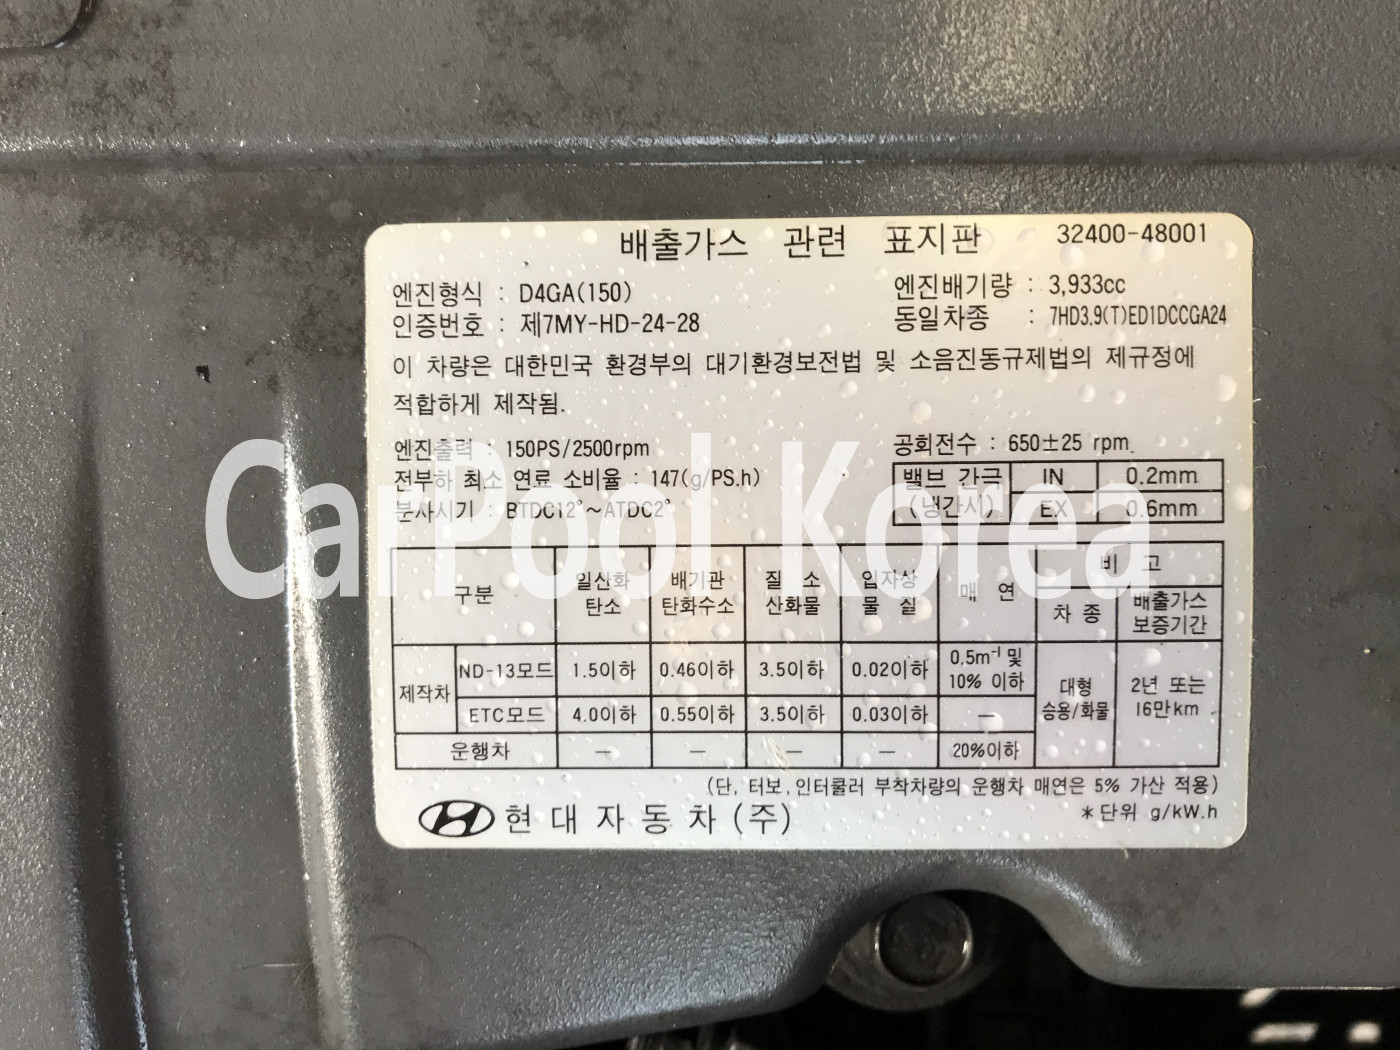 배출가스 관련 표지판 32400-48001
엔진형식 : D4GA(150) 엔진배기량 : 3,933cc
인증번호 : 제7MY-HD-24-28 동일차종 : 7HD3.9(T)ED1DCCGA24
이 차량은 대한민국 환경부의 대기환경보전법 및 소음진동규제법의 제규정에
적합하게 제작됨.
엔진출력 : 150PS/2500rpm 공회전수 : 650±25 rpm
전부하 최소 연료 소비율 : 147(g/PS.h) 밸브 간극 IN 0.2mm
분사시기 : BTDC12°~ATDC2° (냉간시) EX 0.6mm
CarPool Korea
구분 일산화 탄소 배기관 탄화수소 질소 산화물 입자상 물질 매연 비고
차종 배출가스 보증기간
제작차 ND-13모드 1.5이하 0.46이하 3.5이하 0.02이하 0.5m⁻¹ 및 10% 이하 대형 승용/화물 2년 또는 16만km
ETC모드 4.0이하 0.55이하 3.5이하 0.03이하 —
운행차 — — — — 20%이하
(단, 터보, 인터쿨러 부착차량의 운행차 매연은 5% 가산 적용)
현대자동차(주) *단위 g/kW.h